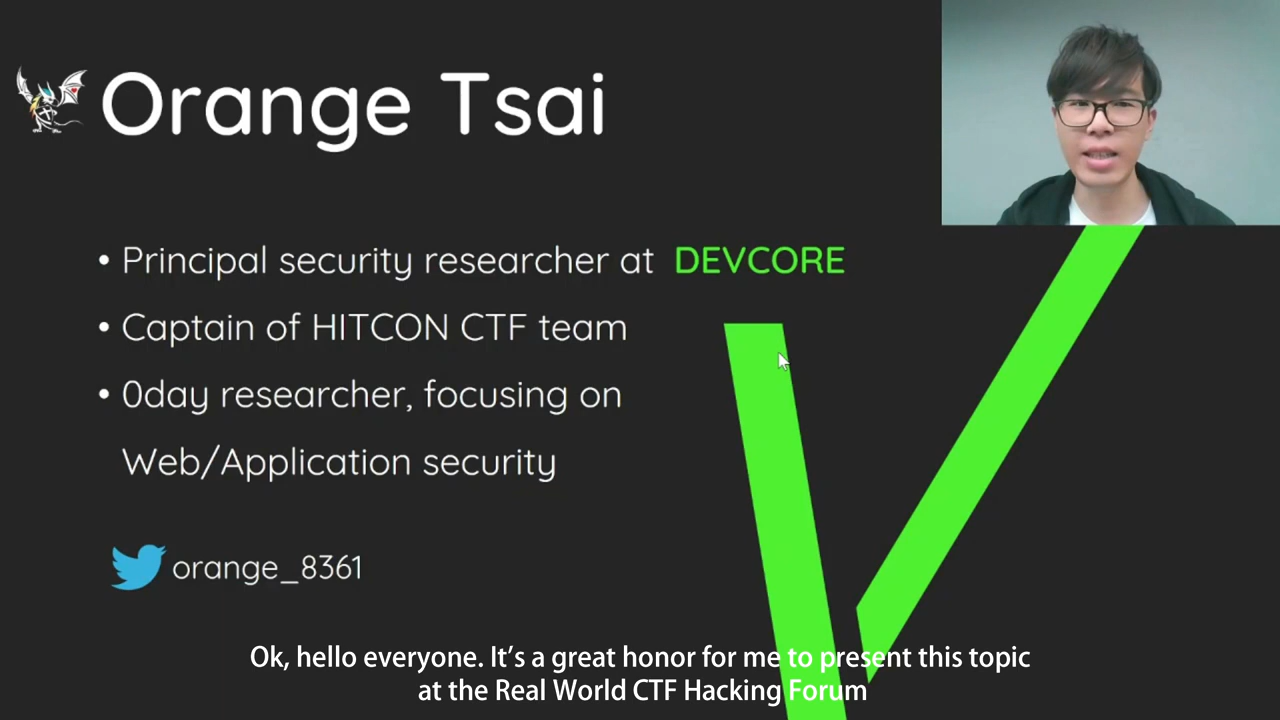 Orange Tsai
• Principal security researcher at DEVCORE
• Captain of HITCON CTF team
• 0day researcher, focusing on
Web/Application security
orange_8361
Ok, hello everyone. It's a great honor for me to present this topic
at the Real World CTF Hacking Forum